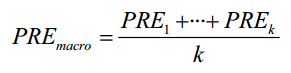 PRE_macro = (PRE_1 +⋯+ PRE_k) / k